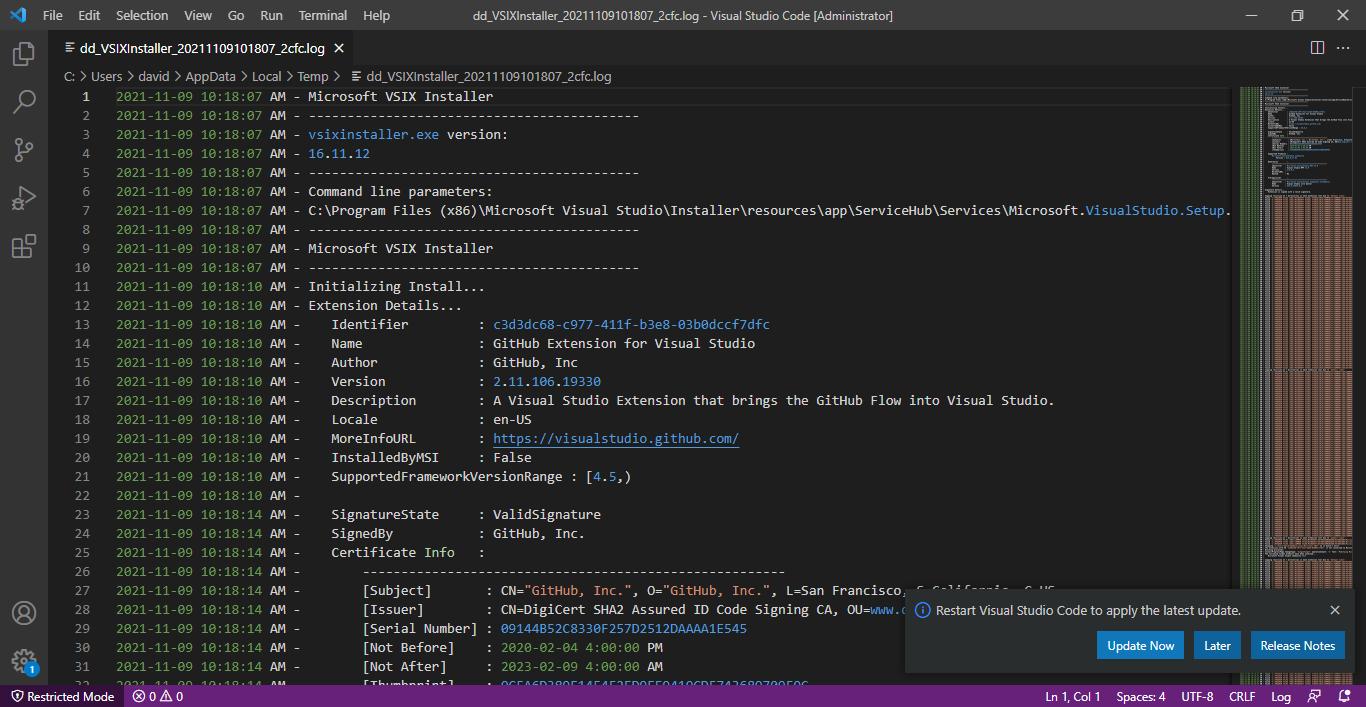 File Edit Selection View Go Run Terminal Help dd_VSIXInstaller_20211109101807_2cfc.log - Visual Studio Code [Administrator]
dd_VSIXInstaller_20211109101807_2cfc.log
C: > Users > david > AppData > Local > Temp > dd_VSIXInstaller_20211109101807_2cfc.log
1 2021-11-09 10:18:07 AM - Microsoft VSIX Installer
2 2021-11-09 10:18:07 AM - -------------------------------------------
3 2021-11-09 10:18:07 AM - vsixinstaller.exe version:
4 2021-11-09 10:18:07 AM - 16.11.12
5 2021-11-09 10:18:07 AM - -------------------------------------------
6 2021-11-09 10:18:07 AM - Command line parameters:
7 2021-11-09 10:18:07 AM - C:\Program Files (x86)\Microsoft Visual Studio\Installer\resources\app\ServiceHub\Services\Microsoft.VisualStudio.Setup.
8 2021-11-09 10:18:07 AM - -------------------------------------------
9 2021-11-09 10:18:07 AM - Microsoft VSIX Installer
10 2021-11-09 10:18:07 AM - -------------------------------------------
11 2021-11-09 10:18:10 AM - Initializing Install...
12 2021-11-09 10:18:10 AM - Extension Details...
13 2021-11-09 10:18:10 AM - Identifier : c3d3dc68-c977-411f-b3e8-03b0dccf7dfc
14 2021-11-09 10:18:10 AM - Name : GitHub Extension for Visual Studio
15 2021-11-09 10:18:10 AM - Author : GitHub, Inc
16 2021-11-09 10:18:10 AM - Version : 2.11.106.19330
17 2021-11-09 10:18:10 AM - Description : A Visual Studio Extension that brings the GitHub Flow into Visual Studio.
18 2021-11-09 10:18:10 AM - Locale : en-US
19 2021-11-09 10:18:10 AM - MoreInfoURL : https://visualstudio.github.com/
20 2021-11-09 10:18:10 AM - InstalledByMSI : False
21 2021-11-09 10:18:10 AM - SupportedFrameworkVersionRange : [4.5,)
22 2021-11-09 10:18:10 AM -
23 2021-11-09 10:18:14 AM - SignatureState : ValidSignature
24 2021-11-09 10:18:14 AM - SignedBy : GitHub, Inc.
25 2021-11-09 10:18:14 AM - Certificate Info :
26 2021-11-09 10:18:14 AM - -------------------------------------------------------
27 2021-11-09 10:18:14 AM - [Subject] : CN="GitHub, Inc.", O="GitHub, Inc.", L=San Francisco,
28 2021-11-09 10:18:14 AM - [Issuer] : CN=DigiCert SHA2 Assured ID Code Signing CA, OU=www.
29 2021-11-09 10:18:14 AM - [Serial Number] : 09144B52C8330F257D2512DAAAA1E545
30 2021-11-09 10:18:14 AM - [Not Before] : 2020-02-04 4:00:00 PM
31 2021-11-09 10:18:14 AM - [Not After] : 2023-02-09 4:00:00 AM
Restart Visual Studio Code to apply the latest update.
Update Now Later Release Notes
1
Restricted Mode 0 0 Ln 1, Col 1 Spaces: 4 UTF-8 CRLF Log